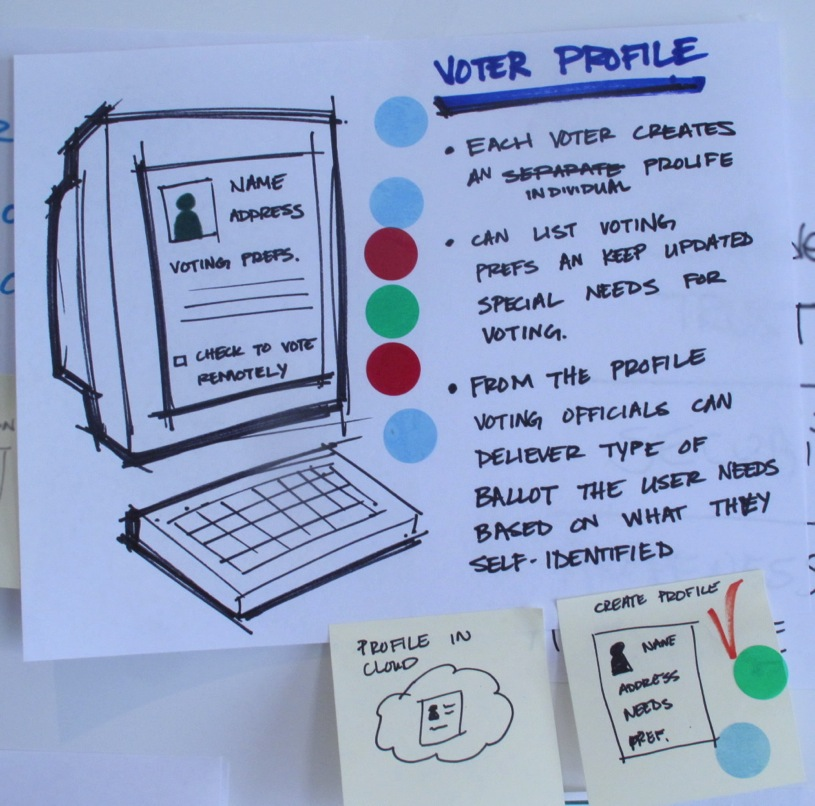 VOTER PROFILE
• EACH VOTER CREATES
AN SEPARATE PROLIFE
INDIVIDUAL
• CAN LIST VOTING
PREFS AN KEEP UPDATED
SPECIAL NEEDS FOR
VOTING.
• FROM THE PROFILE
VOTING OFFICIALS CAN
DELIEVER TYPE OF
BALLOT THE USER NEEDS
BASED ON WHAT THEY
SELF-IDENTIFIED
NAME
ADDRESS
VOTING PREFS.
CHECK TO VOTE
REMOTELY
PROFILE IN
CLOUD
CREATE PROFILE
NAME
ADDRESS
NEEDS
PREF.